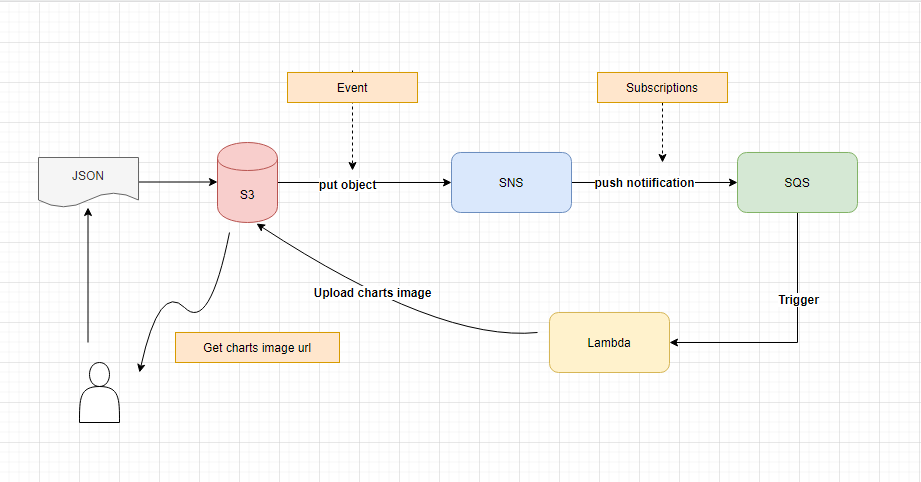 Event
Subscriptions
JSON
S3
put object
SNS
push notiification
SQS
Upload charts image
Trigger
Get charts image url
Lambda